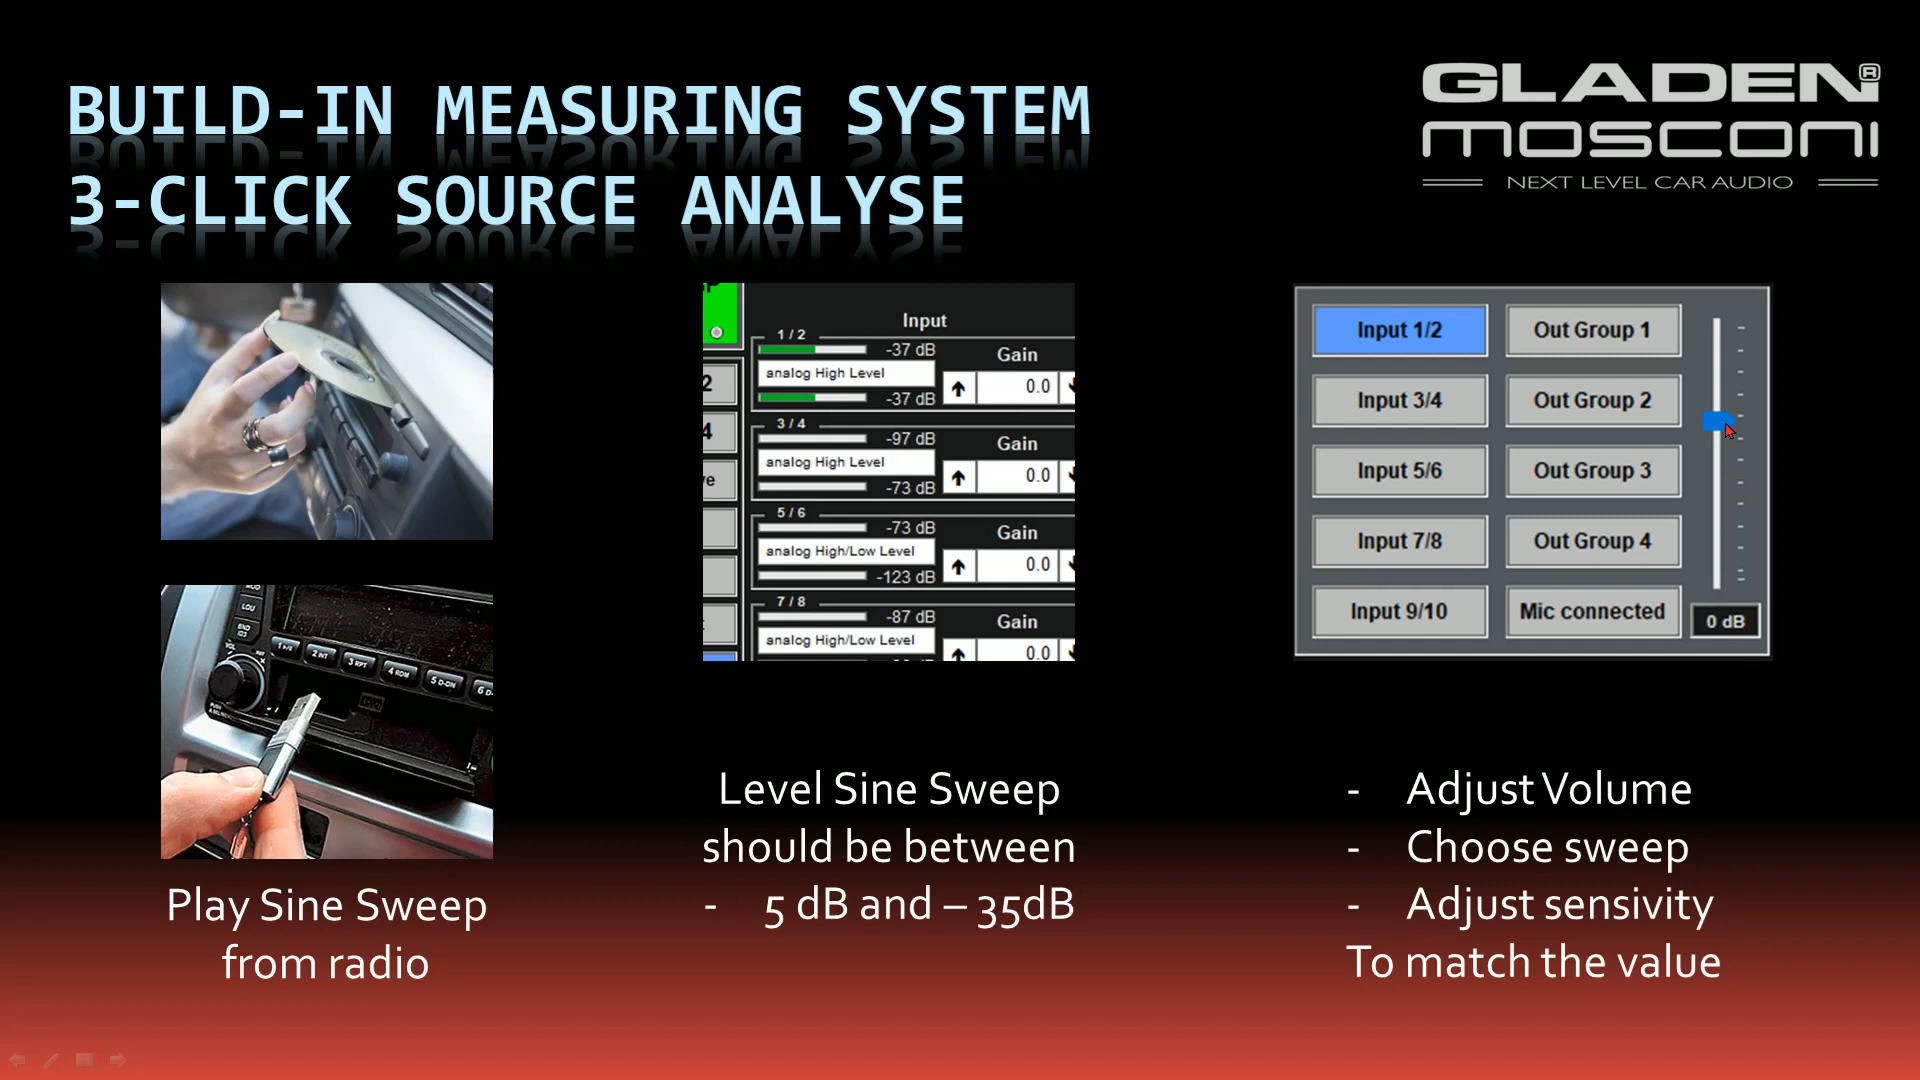 BUILD-IN MEASURING SYSTEM
3-CLICK SOURCE ANALYSE
GLADEN®
MOSCONI
NEXT LEVEL CAR AUDIO
Play Sine Sweep
from radio
Input
1 / 2
-37 dB
Gain
analog High Level
0.0
-37 dB
3 / 4
-97 dB
Gain
analog High Level
0.0
-73 dB
5 / 6
-73 dB
Gain
analog High/Low Level
0.0
-123 dB
7 / 8
-87 dB
Gain
analog High/Low Level
0.0
2
4
Level Sine Sweep
should be between
- 5 dB and – 35dB
Input 1/2 Out Group 1
Input 3/4 Out Group 2
Input 5/6 Out Group 3
Input 7/8 Out Group 4
Input 9/10 Mic connected
0 dB
- Adjust Volume
- Choose sweep
- Adjust sensivity
To match the value